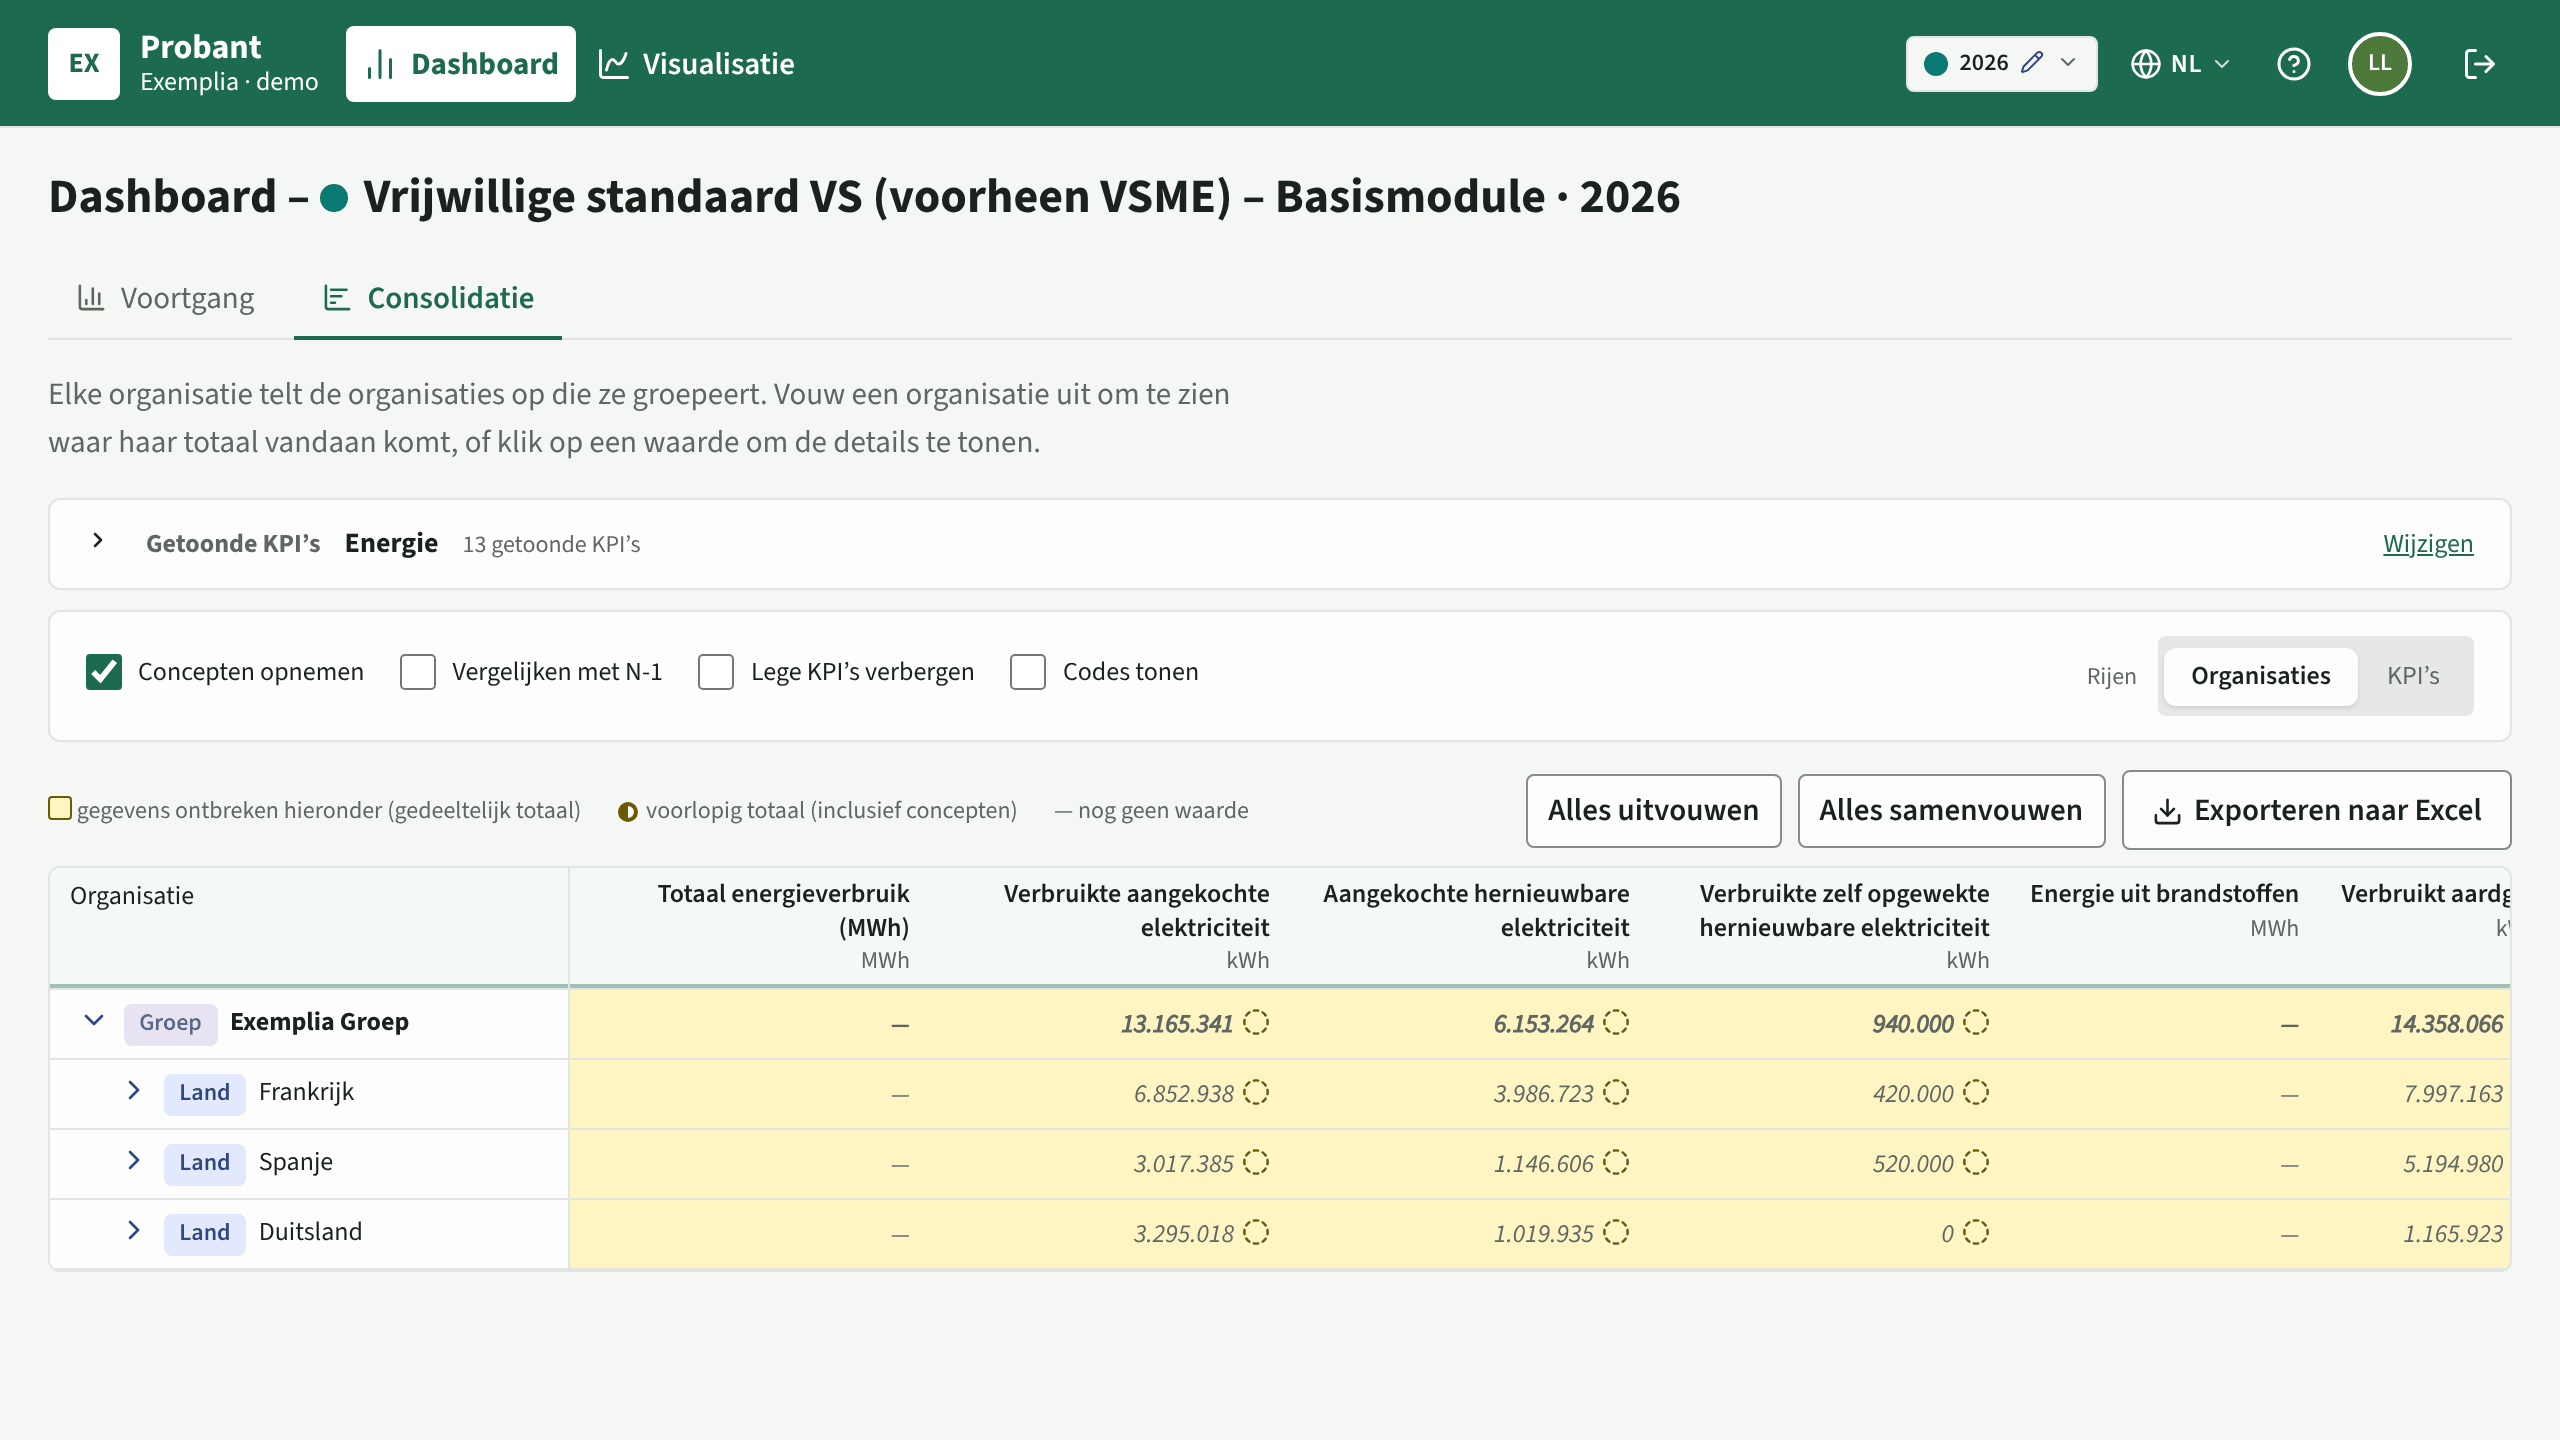 EX
Probant
Exemplia · demo
Dashboard
Visualisatie
2026
NL
LL
Dashboard – Vrijwillige standaard VS (voorheen VSME) – Basismodule · 2026
Voortgang
Consolidatie
Elke organisatie telt de organisaties op die ze groepeert. Vouw een organisatie uit om te zien
waar haar totaal vandaan komt, of klik op een waarde om de details te tonen.
Getoonde KPI’s Energie 13 getoonde KPI’s
Wijzigen
Concepten opnemen
Vergelijken met N-1
Lege KPI’s verbergen
Codes tonen
Rijen
Organisaties
KPI’s
gegevens ontbreken hieronder (gedeeltelijk totaal)
voorlopig totaal (inclusief concepten)
— nog geen waarde
Alles uitvouwen
Alles samenvouwen
Exporteren naar Excel
Organisatie
Totaal energieverbruik
(MWh)
MWh
Verbruikte aangekochte
elektriciteit
kWh
Aangekochte hernieuwbare
elektriciteit
kWh
Verbruikte zelf opgewekte
hernieuwbare elektriciteit
kWh
Energie uit brandstoffen
MWh
Verbruikt
Groep Exemplia Groep — 13.165.341 6.153.264 940.000 — 14.358.066
Land Frankrijk — 6.852.938 3.986.723 420.000 — 7.997.163
Land Spanje — 3.017.385 1.146.606 520.000 — 5.194.980
Land Duitsland — 3.295.018 1.019.935 0 — 1.165.923